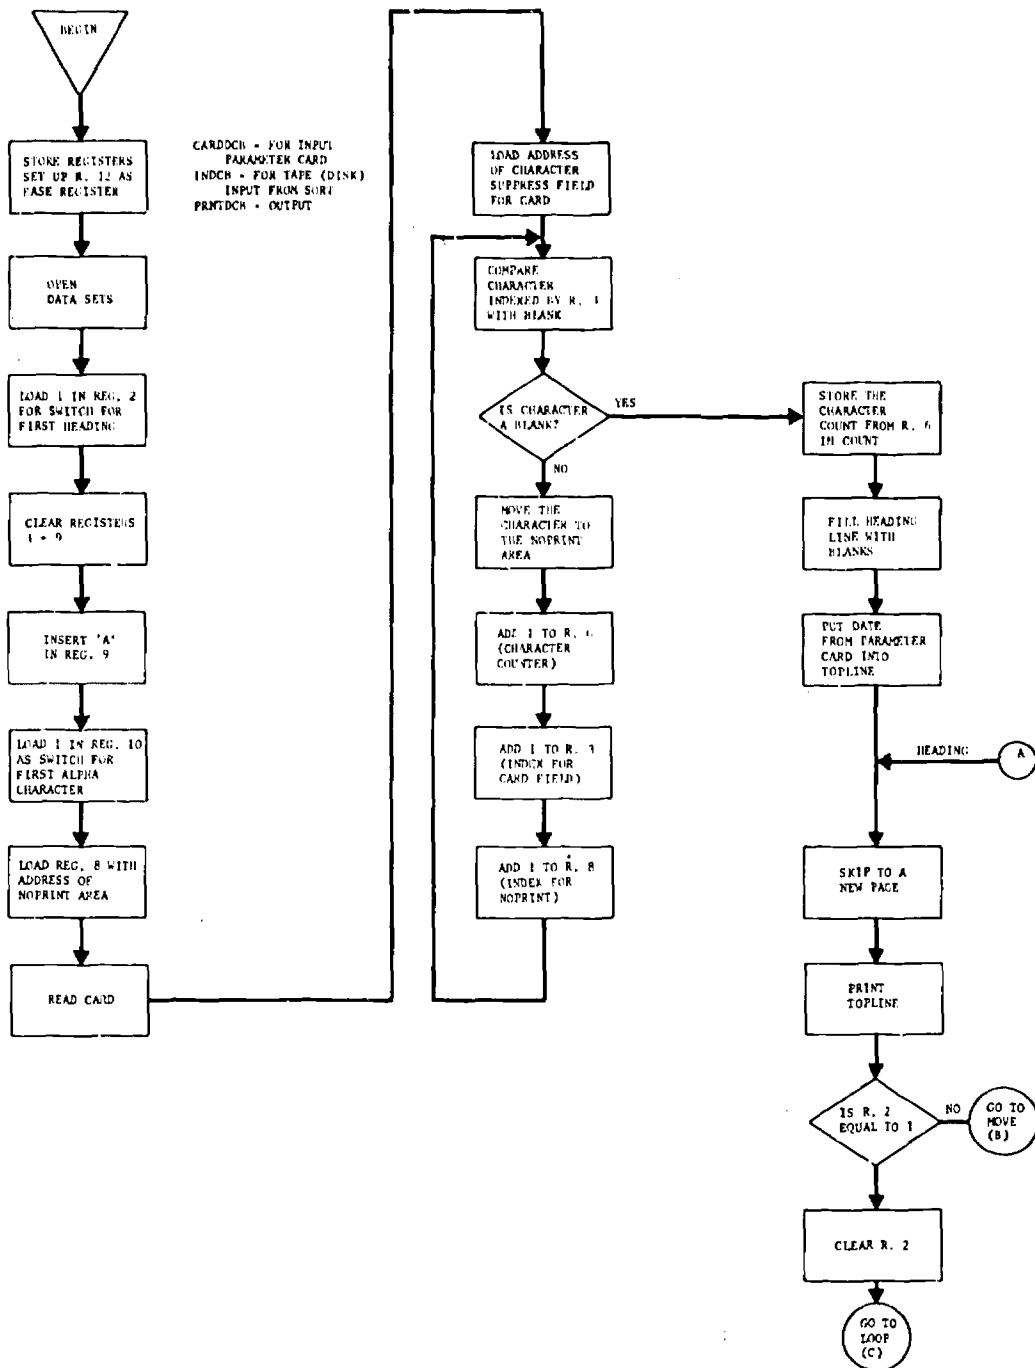 BEGIN
STORE REGISTERS
SET UP R. 12 AS
BASE REGISTER
CARDDCB - FOR INPUT
PARAMETER CARD
INDCB - FOR TAPE (DISK)
INPUT FROM SORT
PRNTDCB - OUTPUT
OPEN
DATA SETS
LOAD 1 IN REG. 2
FOR SWITCH FOR
FIRST HEADING
CLEAR REGISTERS
- 9
INSERT 'A'
IN REG. 9
LOAD 1 IN REG. 10
AS SWITCH FOR
FIRST ALPHA
CHARACTER
LOAD REG. 8 WITH
ADDRESS OF
NOPRINT AREA
READ CARD
LOAD ADDRESS
OF CHARACTER
SUPPRESS FIELD
FOR CARD
COMPARE
CHARACTER
INDEXED BY R. 3
WITH BLANK
IS CHARACTER
A BLANK?
YES
NO
MOVE THE
CHARACTER TO
THE NOPRINT
AREA
ADD 1 TO R. 6
(CHARACTER
COUNTER)
ADD 1 TO R. 3
(INDEX FOR
CARD FIELD)
ADD 1 TO R. 8
(INDEX FOR
NOPRINT)
STORE THE
CHARACTER
COUNT FROM R. 6
IN COUNT
FILL HEADING
LINE WITH
BLANKS
PUT DATE
FROM PARAMETER
CARD INTO
TOPLINE
HEADING
A
SKIP TO A
NEW PAGE
PRINT
TOPLINE
IS R. 2
EQUAL TO 1
NO
GO TO
MOVE
(B)
CLEAR R. 2
GO TO
LOOP
(C)